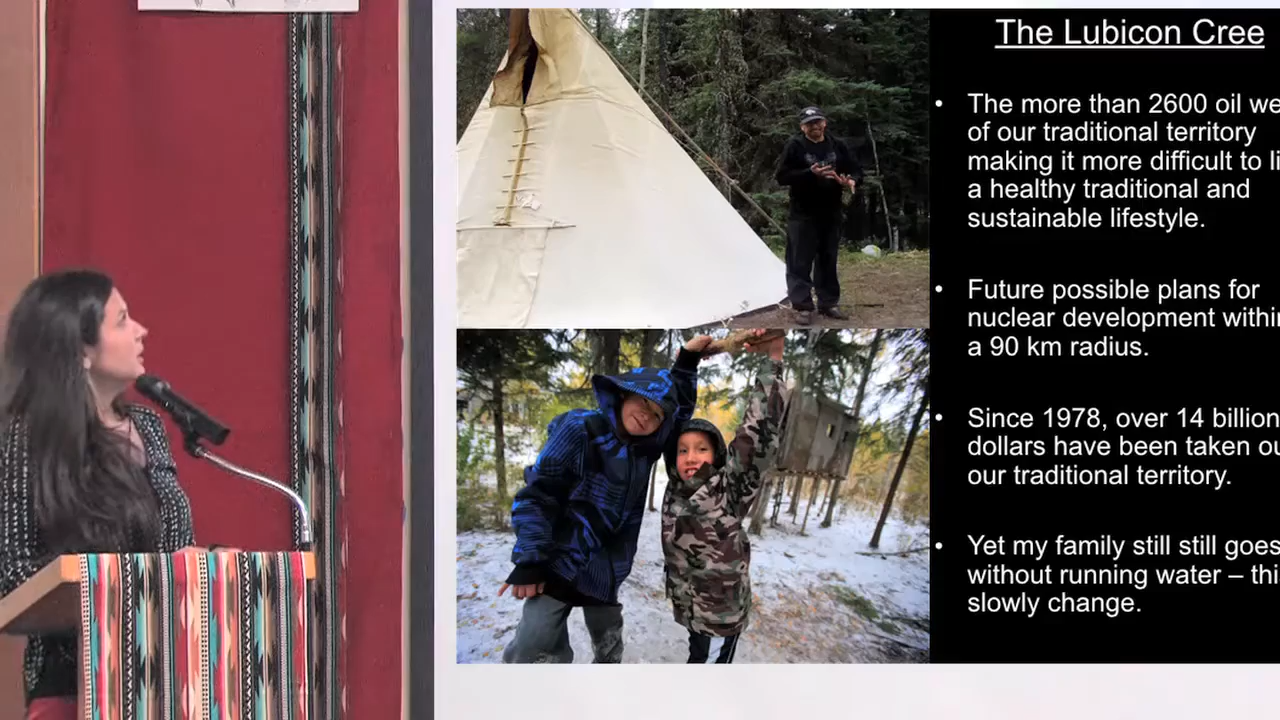 The Lubicon Cree
• The more than 2600 oil we
of our traditional territory
making it more difficult to li
a healthy traditional and
sustainable lifestyle.
• Future possible plans for
nuclear development within
a 90 km radius.
• Since 1978, over 14 billion
dollars have been taken ou
our traditional territory.
• Yet my family still still goes
without running water – thi
slowly change.